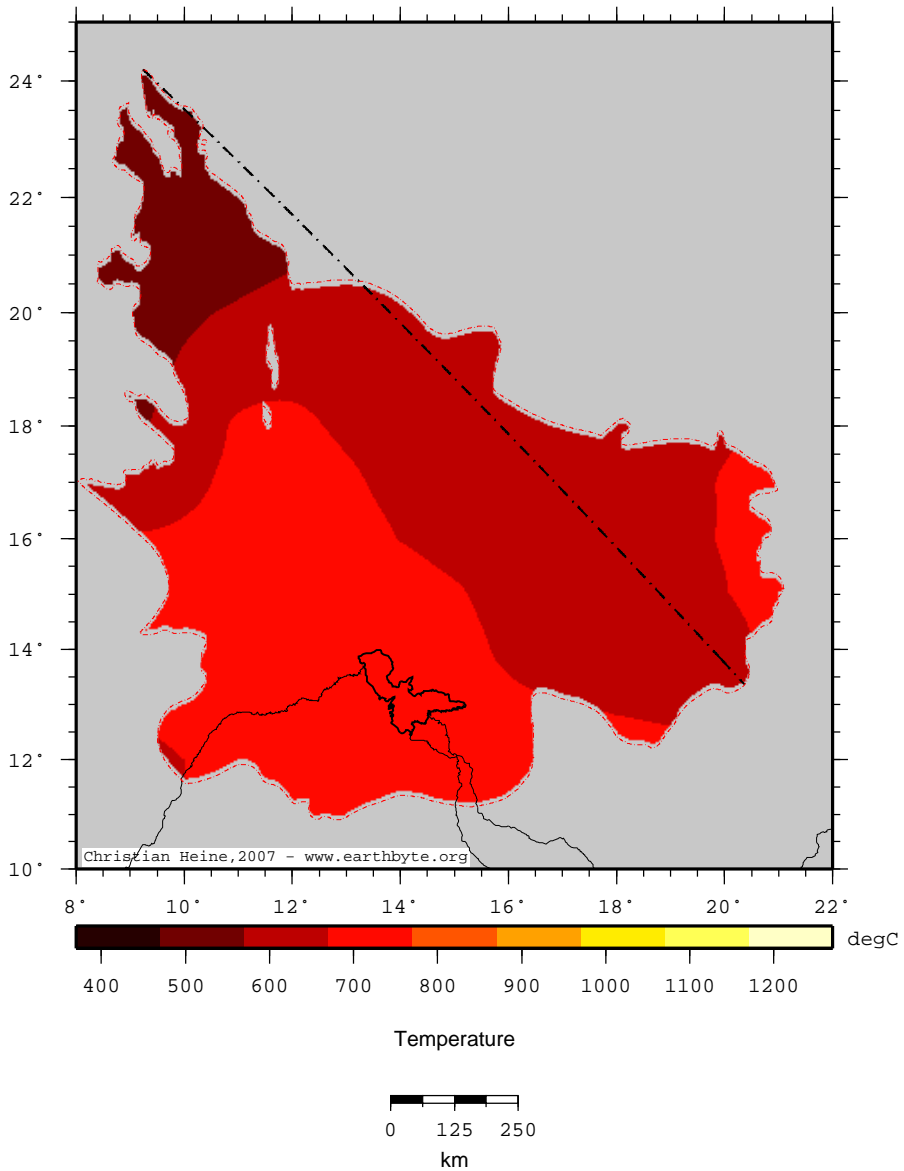 24°
22°
20°
18°
16°
14°
12°
10°
Christian Heine,2007 - www.earthbyte.org
8° 10° 12° 14° 16° 18° 20° 22°
degC
400 500 600 700 800 900 1000 1100 1200
Temperature
0 125 250
km